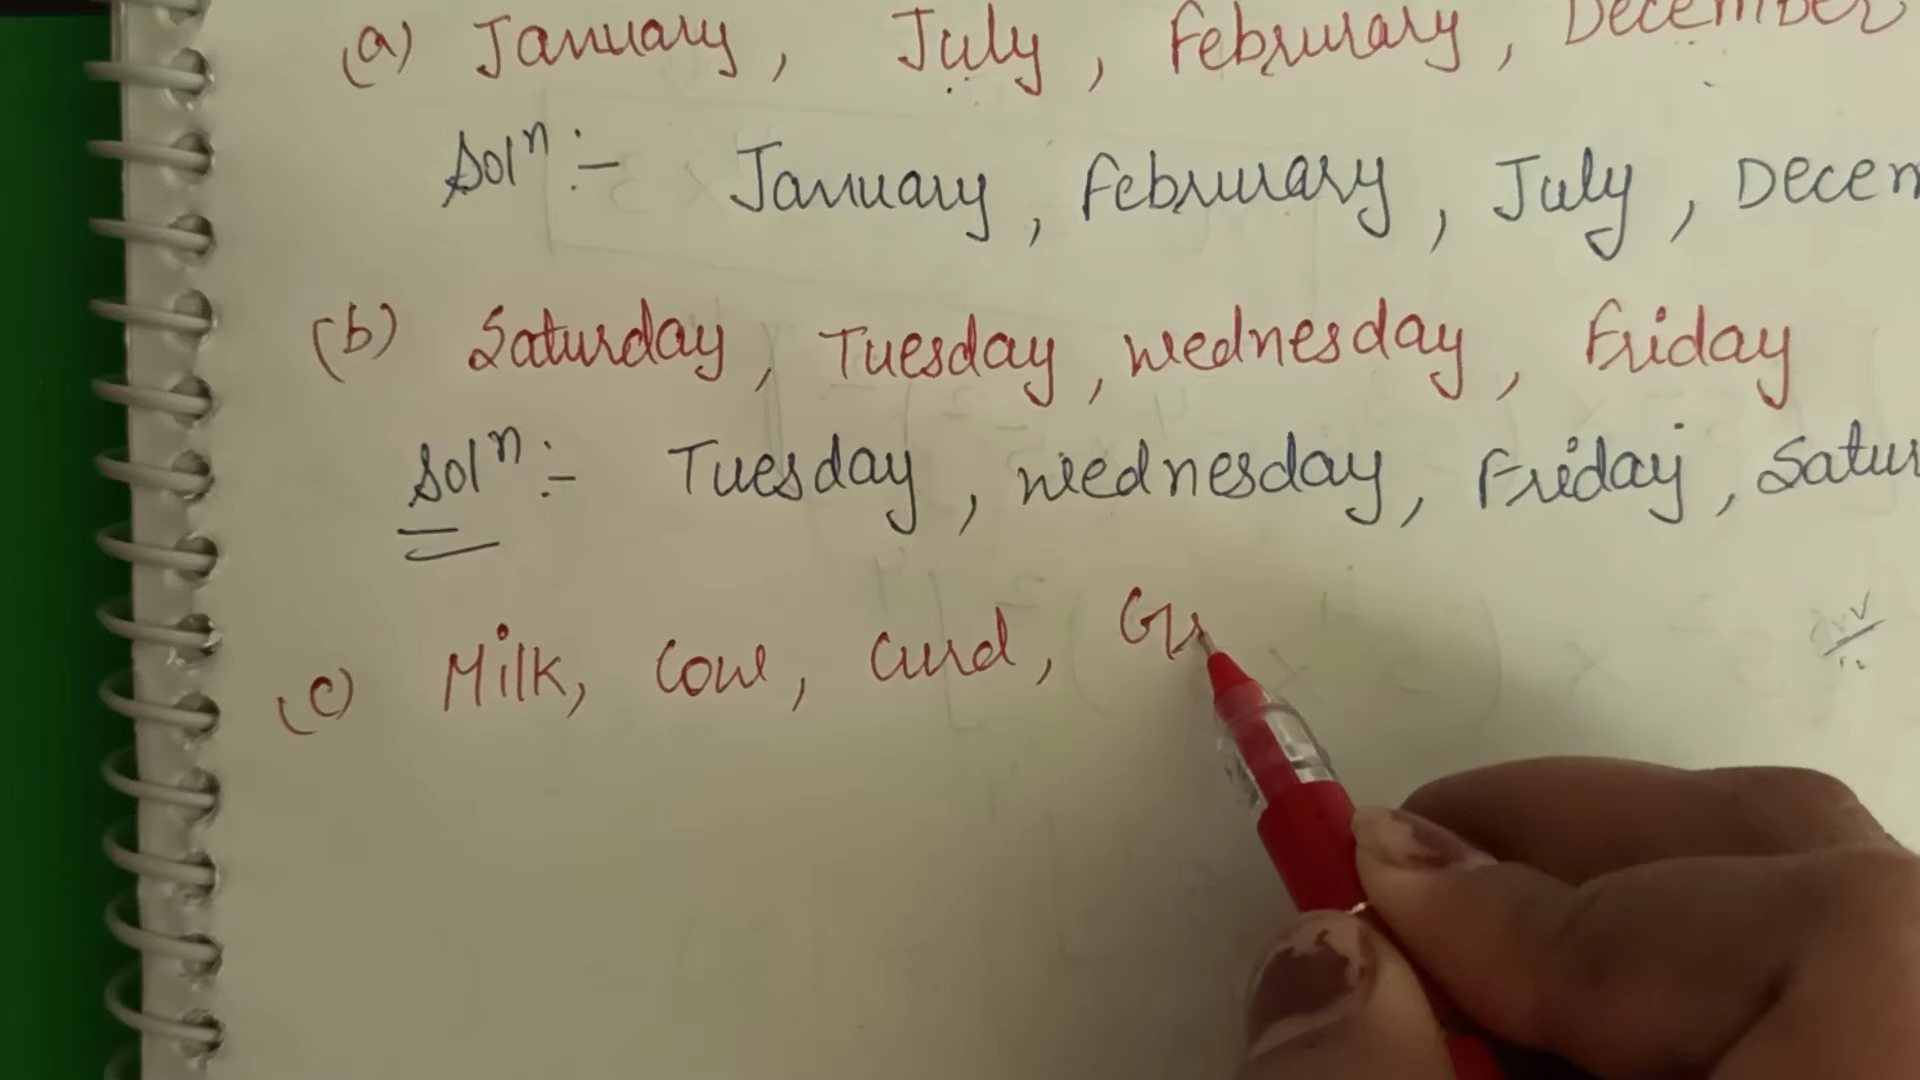 (a) January, July, February, December
Solⁿ :- January, February, July, Decem
(b) Saturday, Tuesday, Wednesday, Friday
Solⁿ :- Tuesday, Wednesday, Friday, Satur
(c) Milk, Cow, Curd, Gr